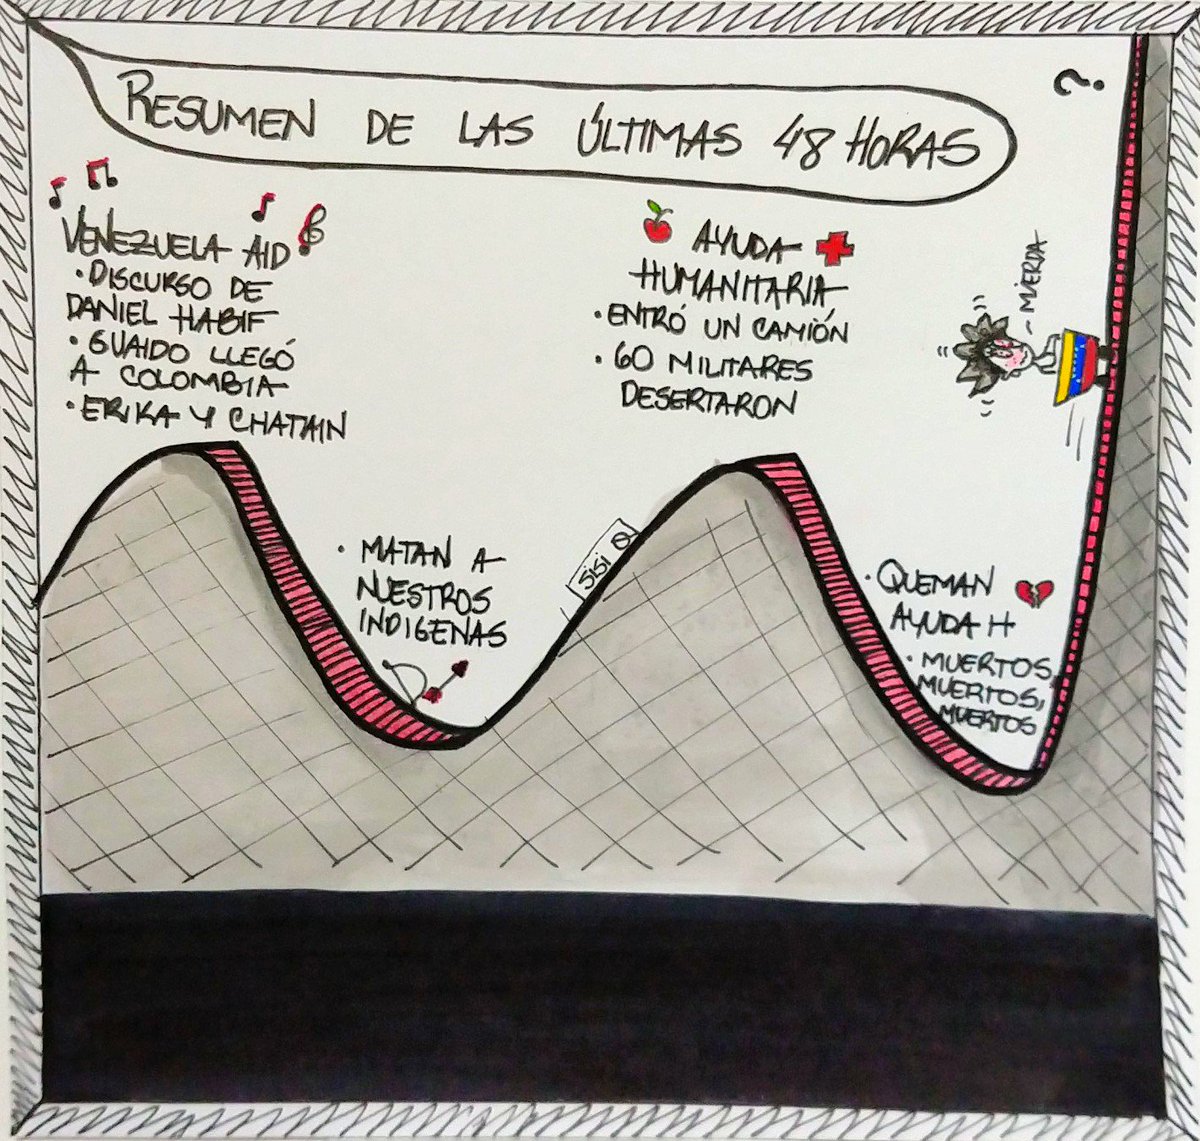 RESUMEN DE LAS ÚLTIMAS 48 HORAS
VENEZUELA AID
• DISCURSO DE
DANIEL HABIF
• GUAIDO LLEGÓ
A COLOMBIA
• ERIKA Y CHATAIN
• MATAN A
NUESTROS
INDIGENAS
SISI
AYUDA
HUMANITARIA
• ENTRÓ UN CAMIÓN
• 60 MILITARES
DESERTARON
• QUEMAN
AYUDA H
• MUERTOS,
MUERTOS,
MUERTOS
- MIERDA
?